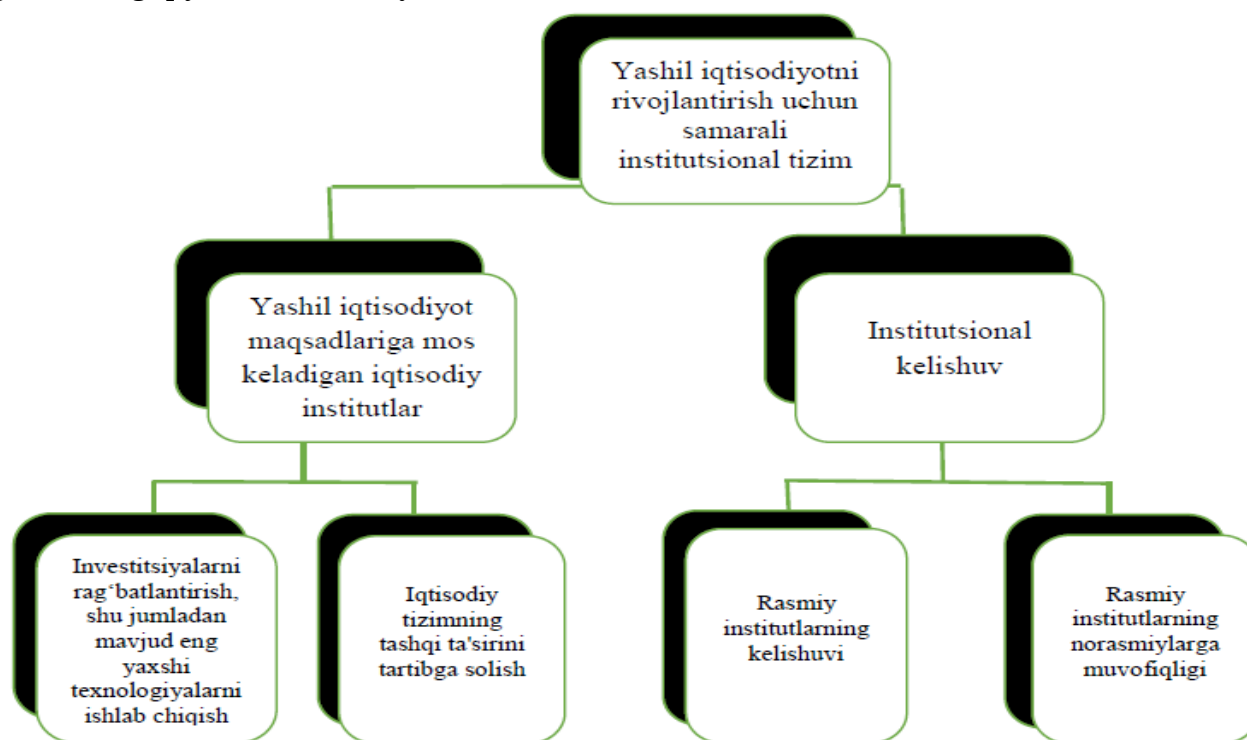 Yashil iqtisodiyotni
rivojlantirish uchun
samarali
institutsional tizim
Yashil iqtisodiyot
maqsadlariga mos
keladigan iqtisodiy
institutlar
Institutsional
kelishuv
Investitsiyalarni
rag‘batlantirish,
shu jumladan
mavjud eng
yaxshi
texnologiyalarni
ishlab chiqish
Iqtisodiy
tizimning
tashqi ta'sirini
tartibga solish
Rasmiy
institutlarning
kelishuvi
Rasmiy
institutlarning
norasmiylarga
muvofiqligi